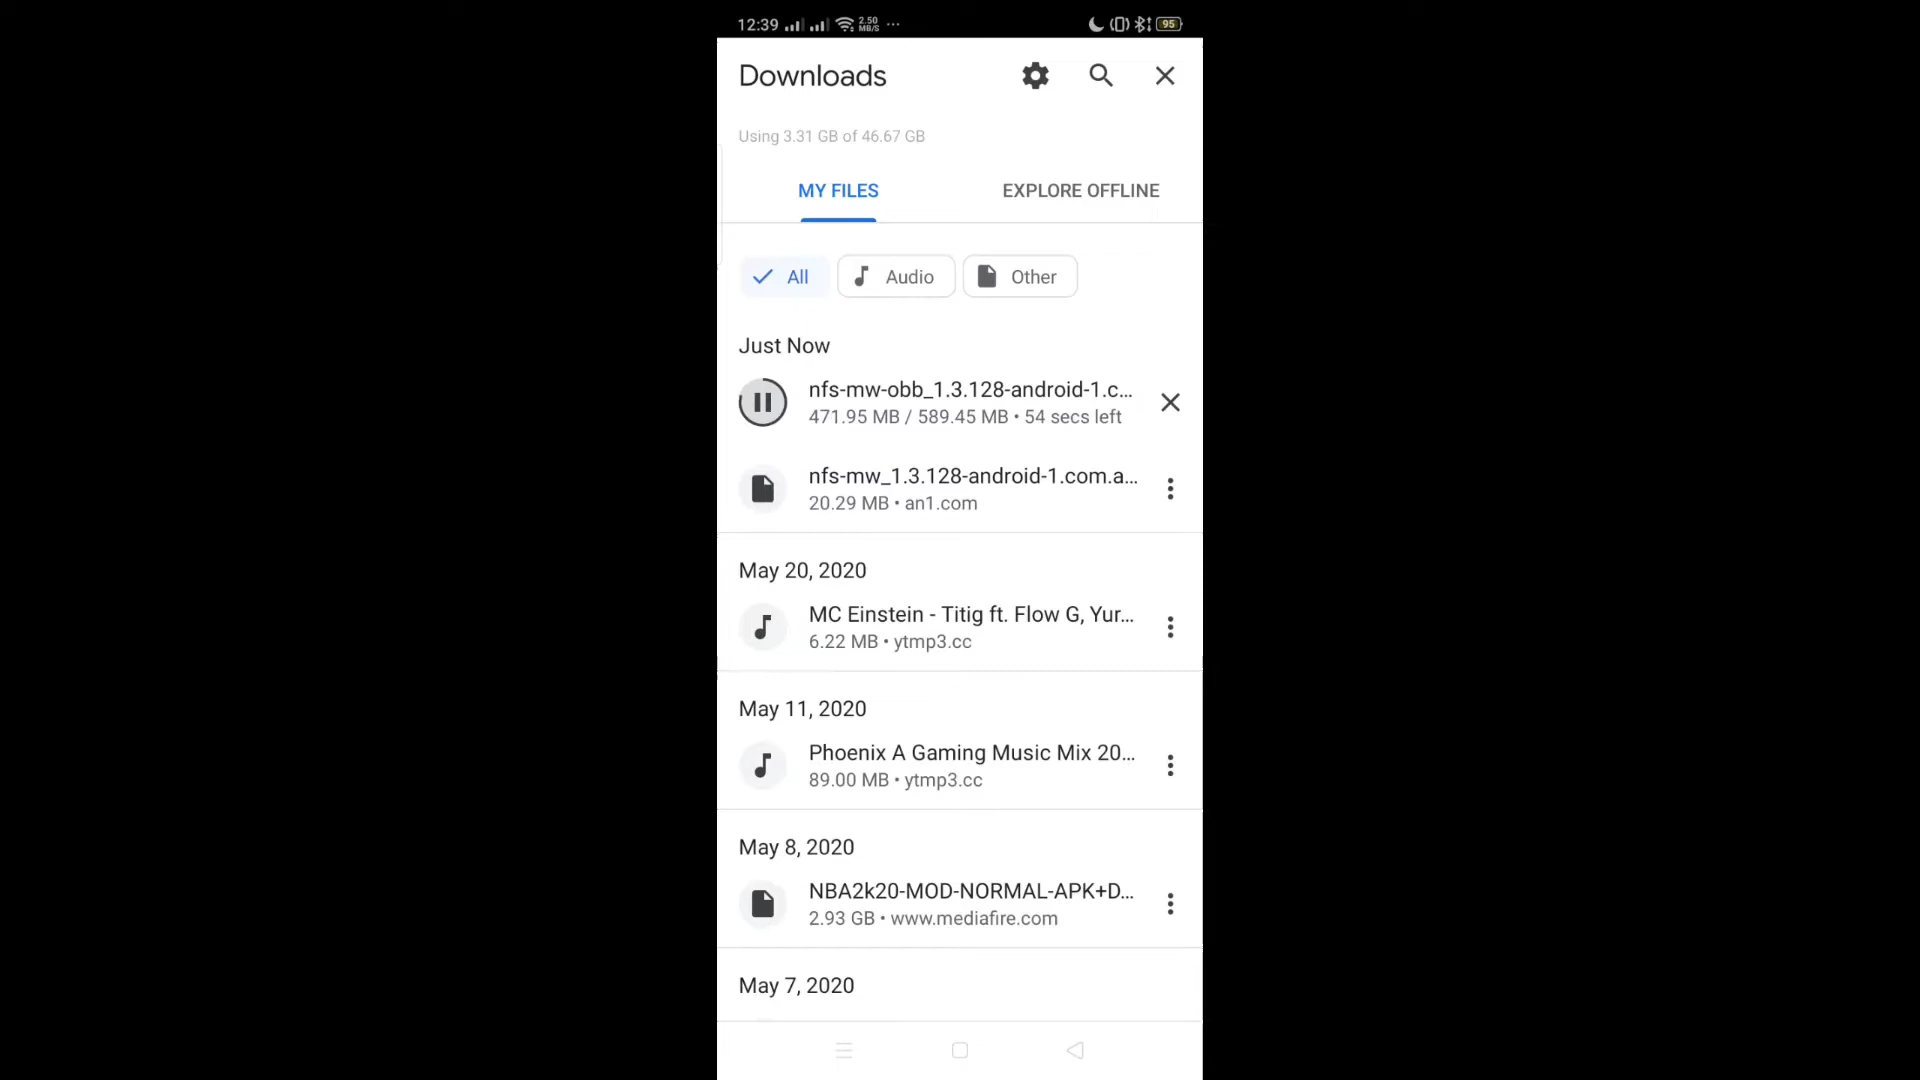 12:39 2.50 MB/S ... 95
Downloads
Using 3.31 GB of 46.67 GB
MY FILES EXPLORE OFFLINE
All Audio Other
Just Now
nfs-mw-obb_1.3.128-android-1.c...
471.95 MB / 589.45 MB • 54 secs left
nfs-mw_1.3.128-android-1.com.a...
20.29 MB • an1.com
May 20, 2020
MC Einstein - Titig ft. Flow G, Yur...
6.22 MB • ytmp3.cc
May 11, 2020
Phoenix A Gaming Music Mix 20...
89.00 MB • ytmp3.cc
May 8, 2020
NBA2k20-MOD-NORMAL-APK+D...
2.93 GB • www.mediafire.com
May 7, 2020